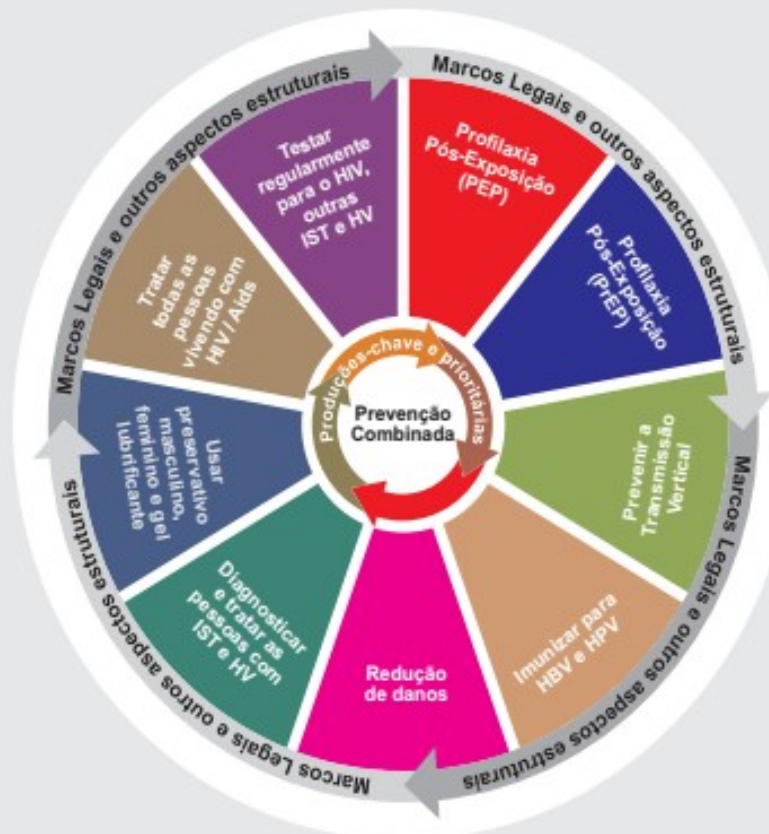 Marcos Legais e outros aspectos estruturais
Marcos Legais e outros aspectos estruturais
Marcos Legais e outros aspectos estruturais
Marcos Legais e outros aspectos estruturais
Testar
regularmente
para o HIV,
outras
IST e HV
Profilaxia
Pós-Exposição
(PEP)
Profilaxia
Pós-Exposição
(PrEP)
Prevenir a
Transmissão
Vertical
Imunizar para
HBV e HPV
Redução
de danos
Diagnosticar
e tratar as
pessoas com
IST e HV
Usar
preservativo
masculino,
feminino e gel
lubrificante
Tratar
todas as
pessoas
vivendo com
HIV / Aids
Produções-chave e prioritárias
Prevenção
Combinada